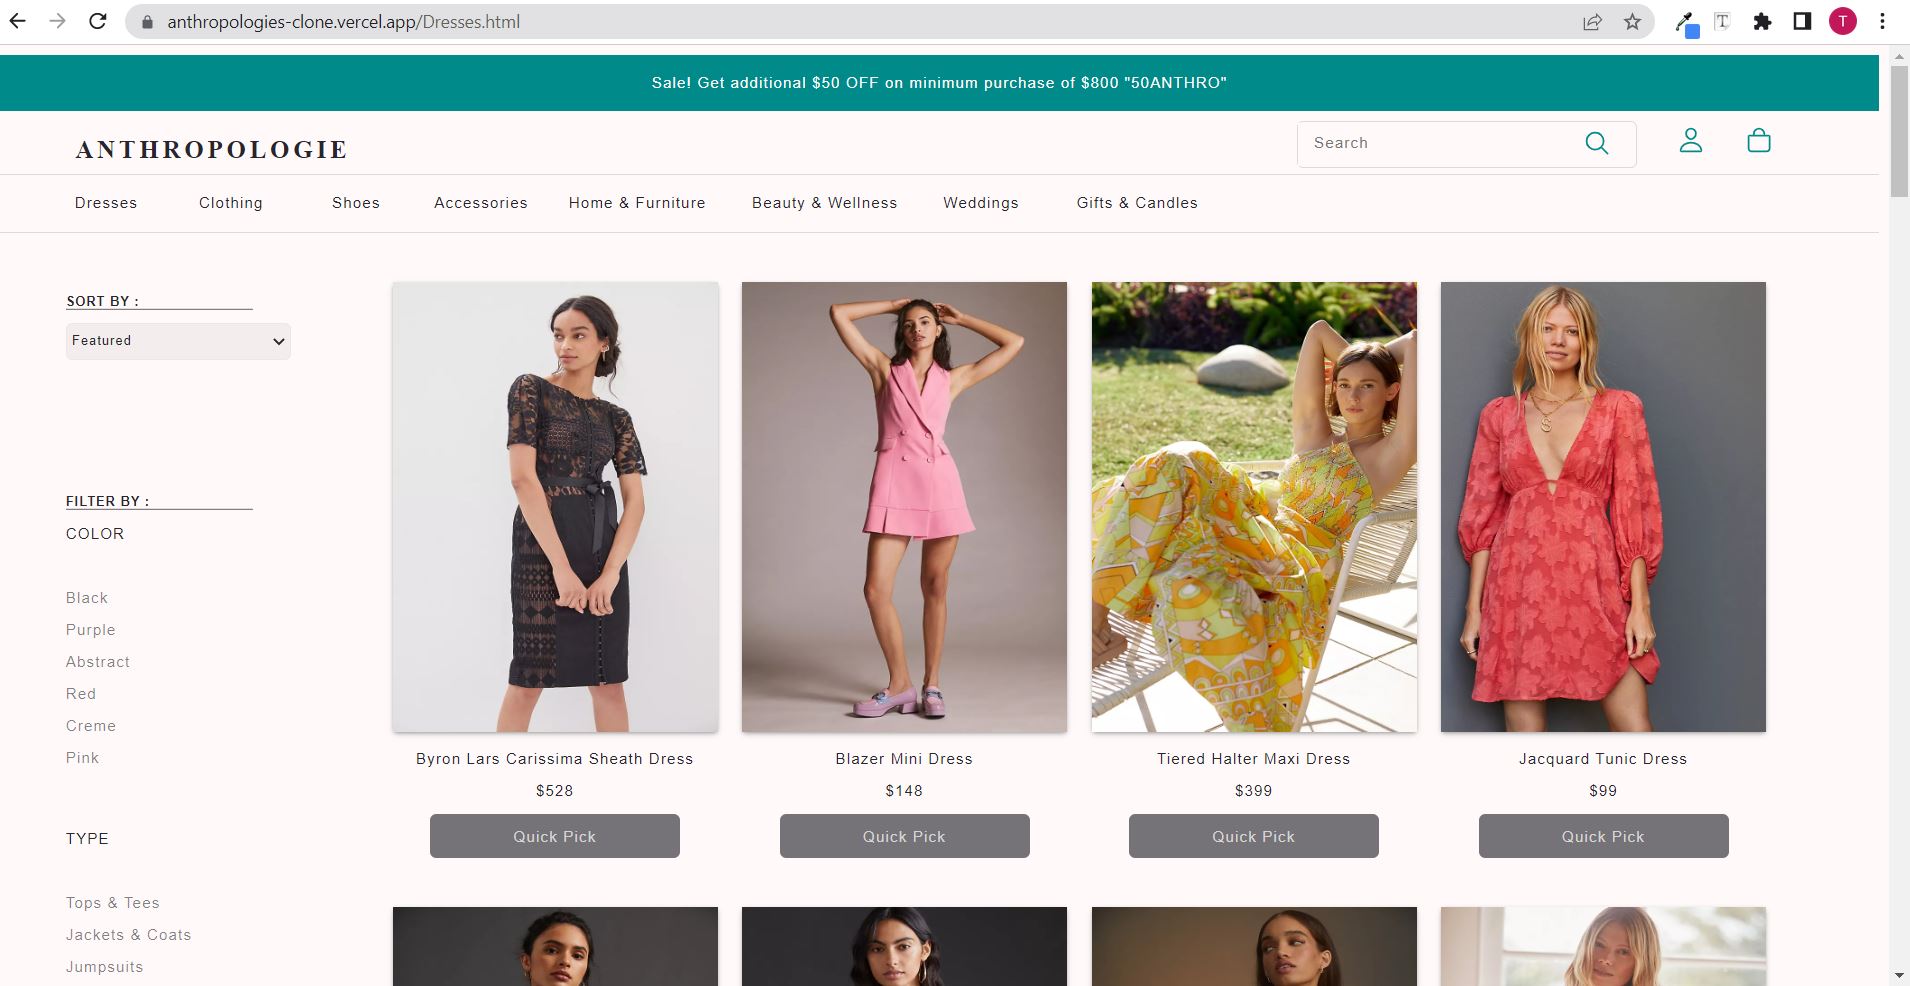 anthropologies-clone.vercel.app/Dresses.html
T
T
Sale! Get additional $50 OFF on minimum purchase of $800 "50ANTHRO"
ANTHROPOLOGIE
Search
Dresses Clothing Shoes Accessories Home & Furniture Beauty & Wellness Weddings Gifts & Candles
SORT BY :
Featured
FILTER BY :
COLOR
Black
Purple
Abstract
Red
Creme
Pink
TYPE
Tops & Tees
Jackets & Coats
Jumpsuits
Byron Lars Carissima Sheath Dress
$528
Quick Pick
Blazer Mini Dress
$148
Quick Pick
Tiered Halter Maxi Dress
$399
Quick Pick
S
Jacquard Tunic Dress
$99
Quick Pick